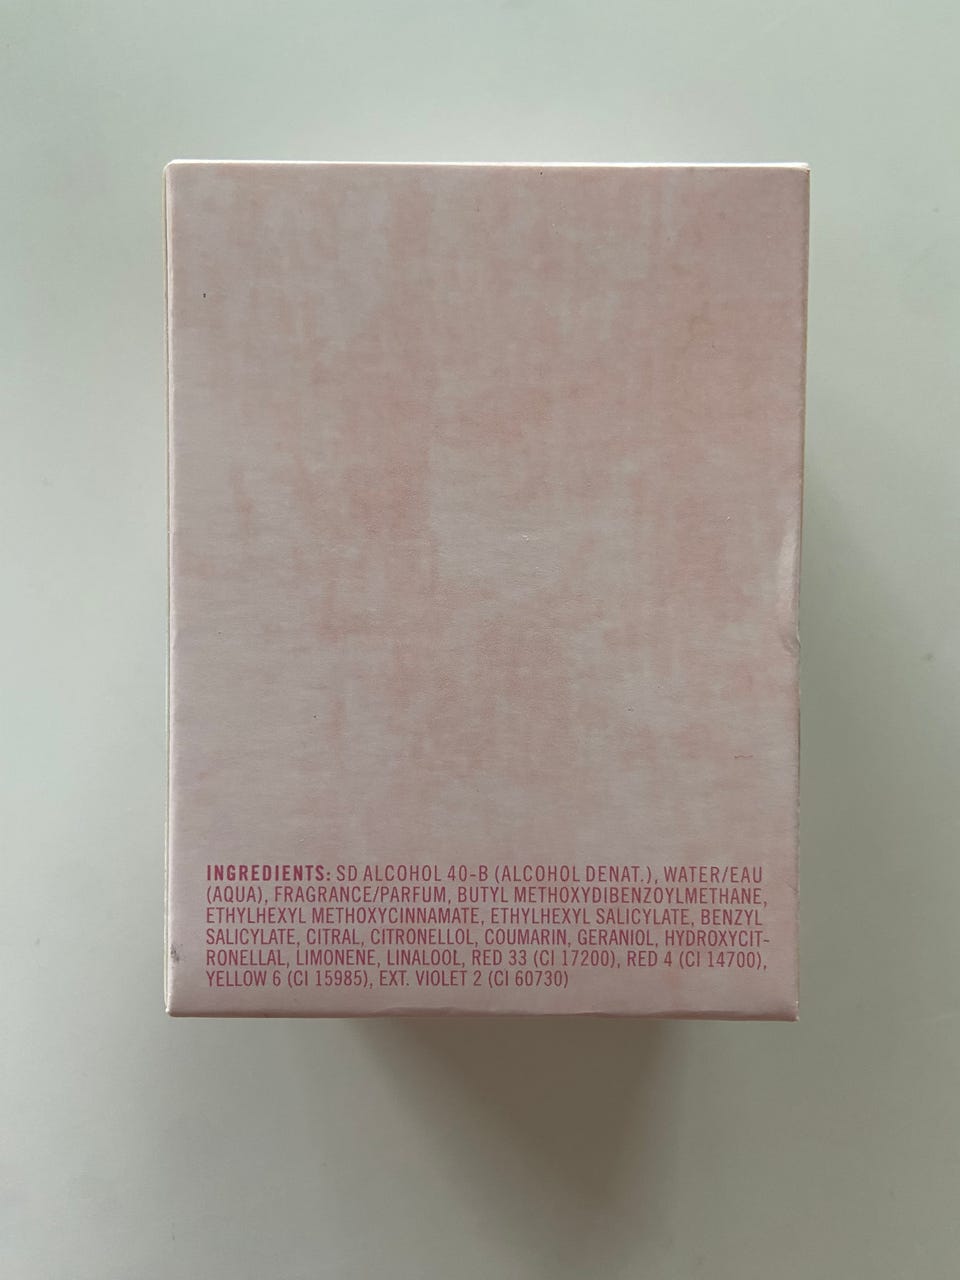 INGREDIENTS: SD ALCOHOL 40-B (ALCOHOL DENAT.), WATER/EAU
(AQUA), FRAGRANCE/PARFUM, BUTYL METHOXYDIBENZOYLMETHANE,
ETHYLHEXYL METHOXYCINNAMATE, ETHYLHEXYL SALICYLATE, BENZYL
SALICYLATE, CITRAL, CITRONELLOL, COUMARIN, GERANIOL, HYDROXYCIT-
RONELLAL, LIMONENE, LINALOOL, RED 33 (CI 17200), RED 4 (CI 14700),
YELLOW 6 (CI 15985), EXT. VIOLET 2 (CI 60730)